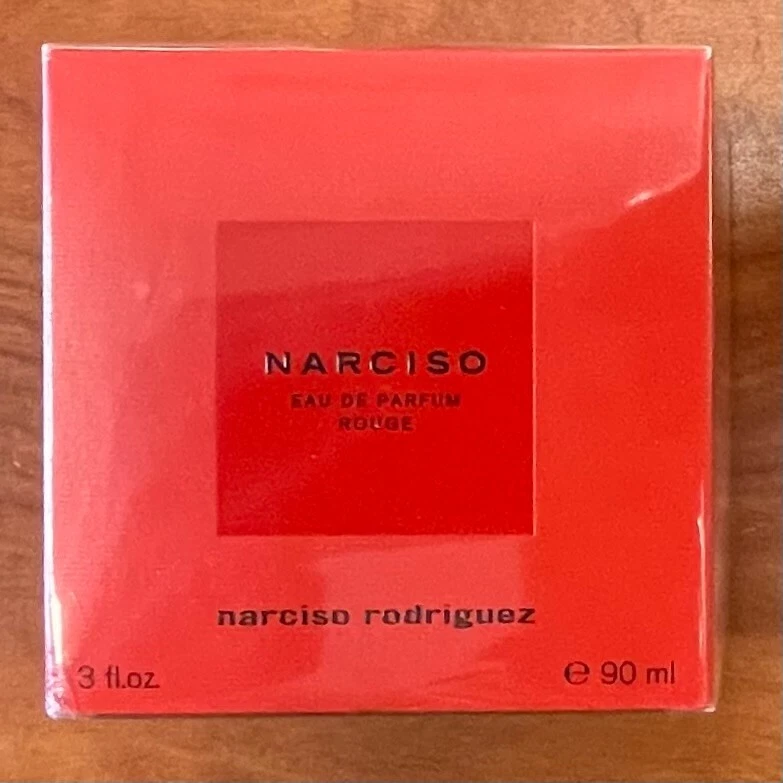 NARCISO
EAU DE PARFUM
ROUGE
narciso rodriguez
3 fl.oz
℮ 90 ml